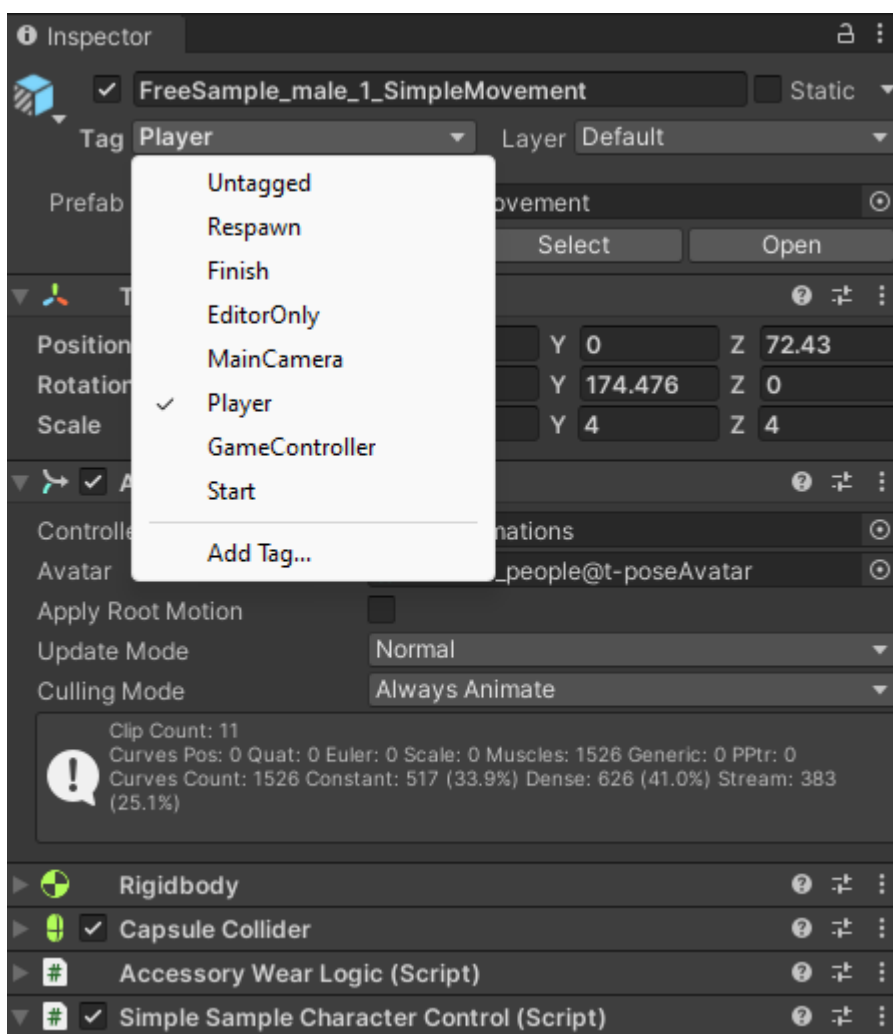 Inspector
FreeSample_male_1_SimpleMovement Static
Tag Player Layer Default
Untagged
Prefab ovement
Respawn
Select Open
Finish
T
EditorOnly
Position Y 0 Z 72.43
MainCamera
Rotation Y 174.476 Z 0
Player
Scale Y 4 Z 4
GameController
A
Start
Controlle nations
Add Tag...
Avatar _people@t-poseAvatar
Apply Root Motion
Update Mode Normal
Culling Mode Always Animate
Clip Count: 11
Curves Pos: 0 Quat: 0 Euler: 0 Scale: 0 Muscles: 1526 Generic: 0 PPtr: 0
Curves Count: 1526 Constant: 517 (33.9%) Dense: 626 (41.0%) Stream: 383
(25.1%)
Rigidbody
Capsule Collider
# Accessory Wear Logic (Script)
# Simple Sample Character Control (Script)